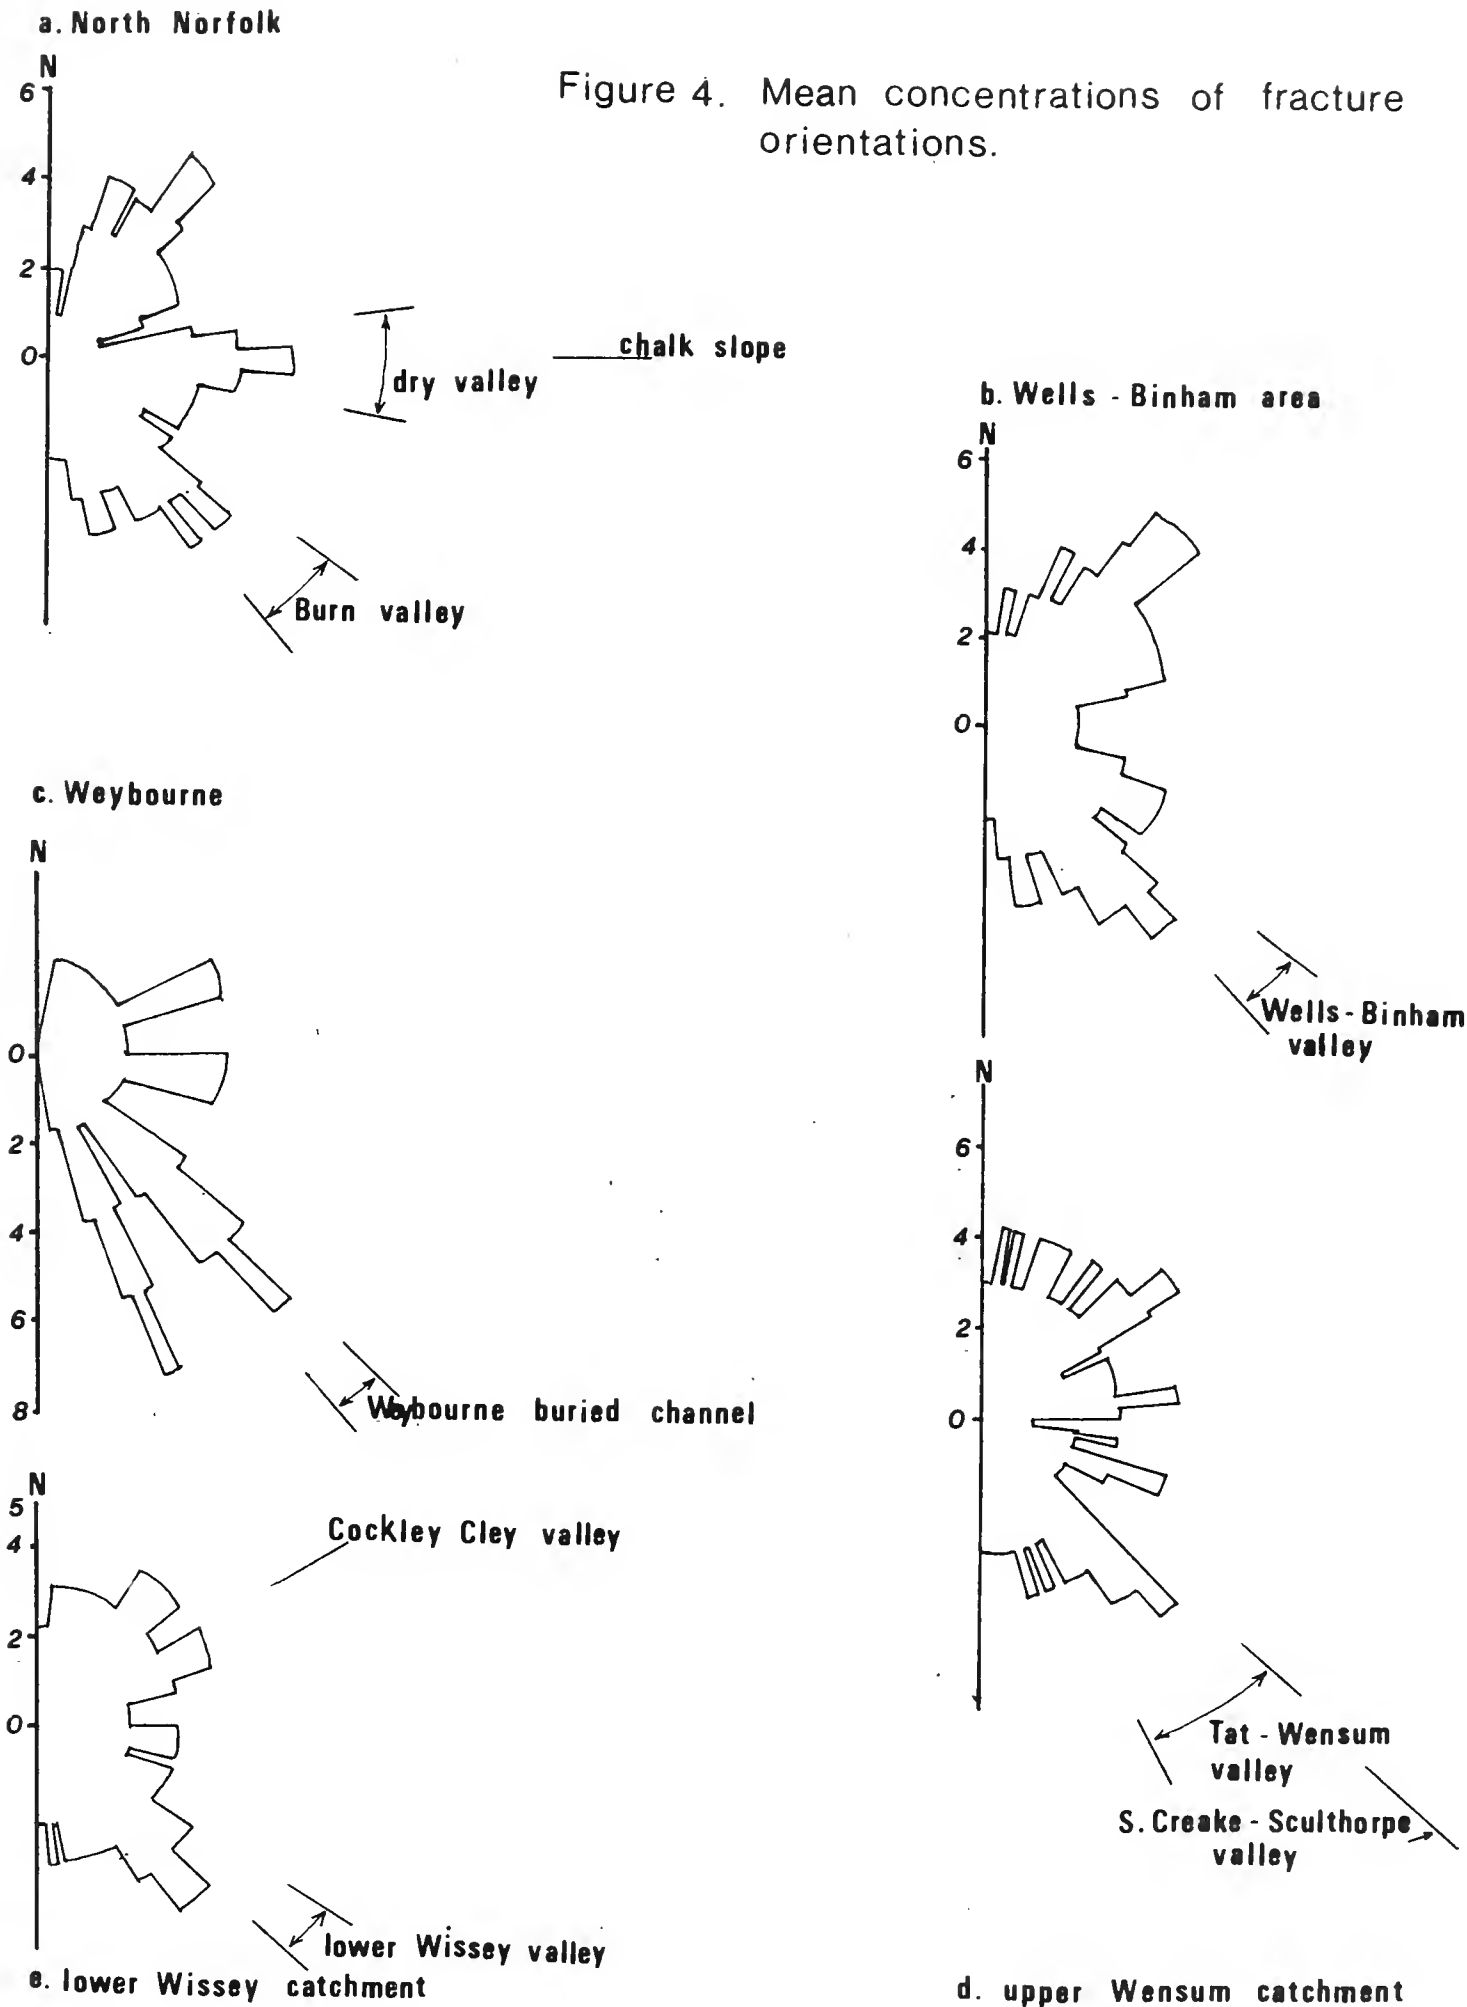 a. North Norfolk
Figure 4. Mean concentrations of fracture
orientations.
N
6
4
2
0
chalk slope
dry valley
Burn valley
b. Wells - Binham area
N
6
4
2
0
Wells - Binham
valley
c. Weybourne
N
0
2
4
6
8
Weybourne buried channel
N
6
4
2
0
Tat - Wensum
valley
S. Creake - Sculthorpe
valley
d. upper Wensum catchment
N
5
4
2
0
Cockley Cley valley
lower Wissey valley
e. lower Wissey catchment